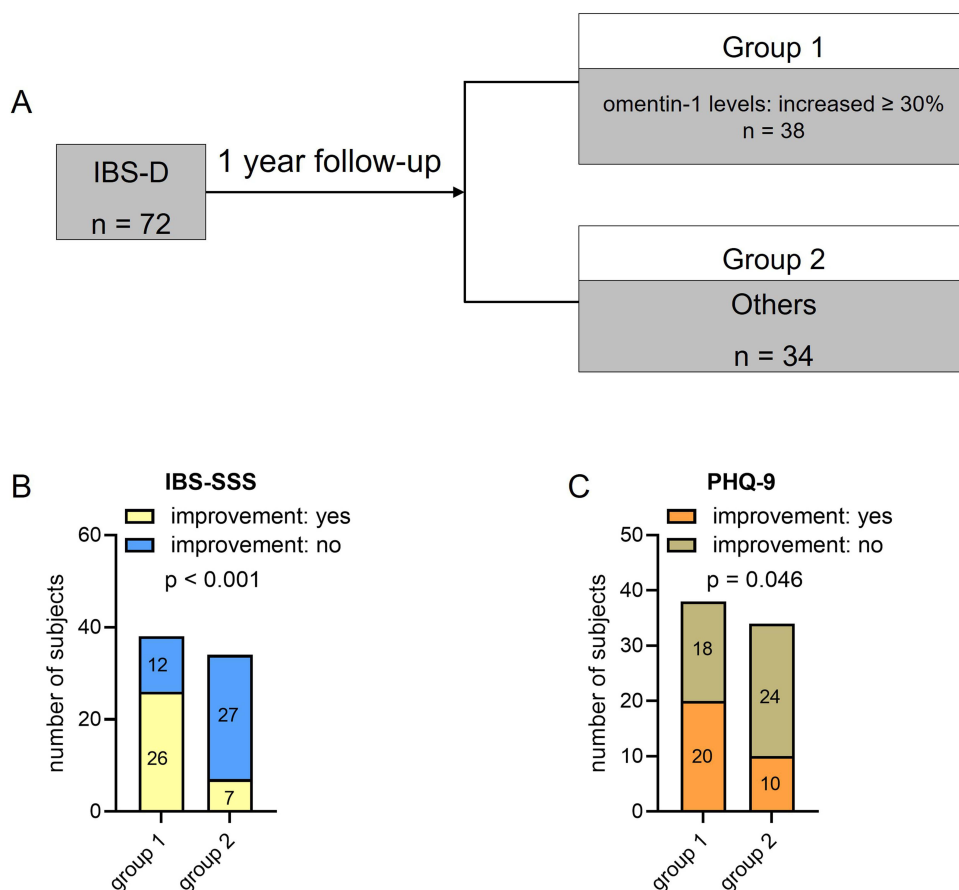 A
IBS-D
n = 72
1 year follow-up
Group 1
omentin-1 levels: increased ≥ 30%
n = 38
Group 2
Others
n = 34
B
IBS-SSS
improvement: yes
improvement: no
p < 0.001
number of subjects
60
40
20
0
12
26
27
7
group 1
group 2
C
PHQ-9
improvement: yes
improvement: no
p = 0.046
number of subjects
50
40
30
20
10
0
18
20
24
10
group 1
group 2